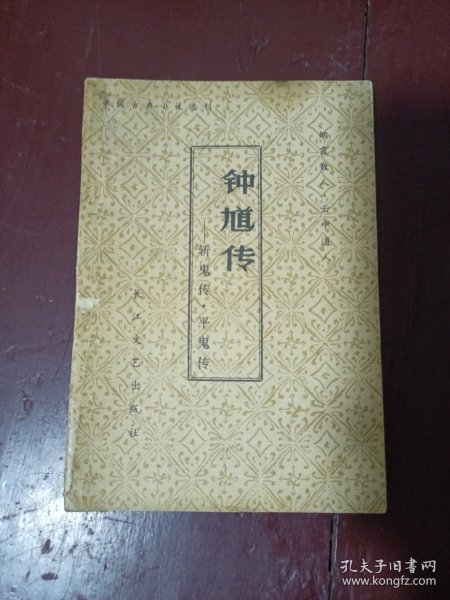 中国古典小说选刊
烟霞散人 云中道人
钟馗传
——斩鬼传·平鬼传
长江文艺出版社
孔夫子旧书网
www.kongfz.com